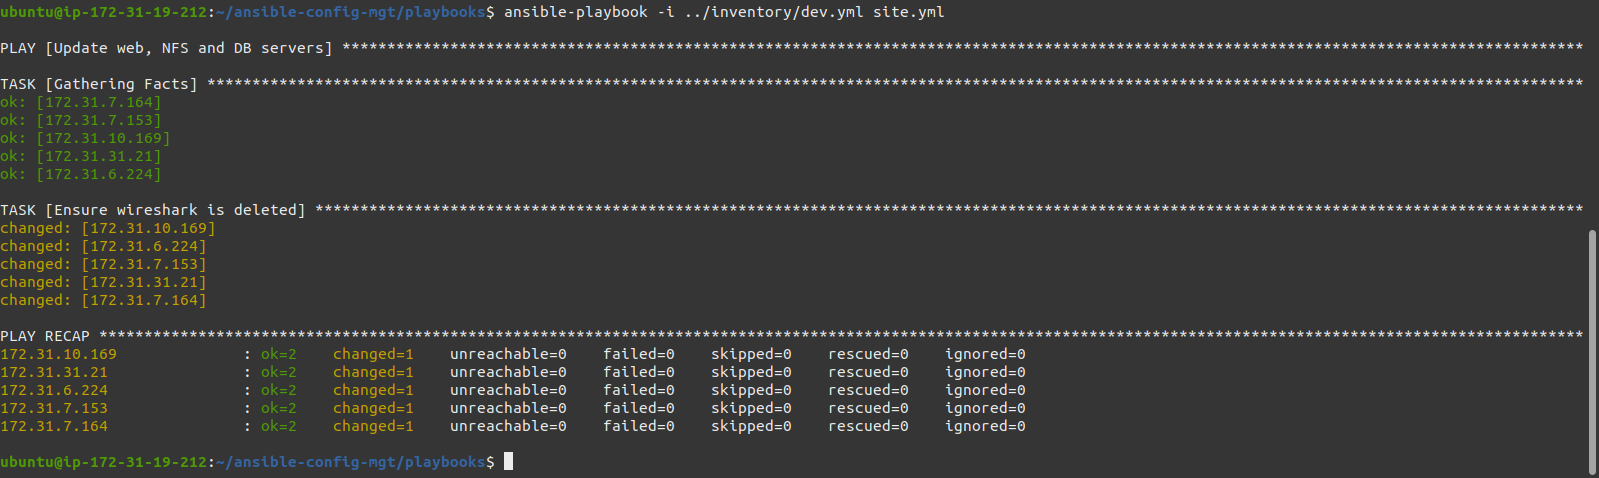 ubuntu@ip-172-31-19-212:~/ansible-config-mgt/playbooks$ ansible-playbook -i ../inventory/dev.yml site.yml
PLAY [Update web, NFS and DB servers] ******************************************************************************************************************************************
TASK [Gathering Facts] *********************************************************************************************************************************************************
ok: [172.31.7.164]
ok: [172.31.7.153]
ok: [172.31.10.169]
ok: [172.31.31.21]
ok: [172.31.6.224]
TASK [Ensure wireshark is deleted] *********************************************************************************************************************************************
changed: [172.31.10.169]
changed: [172.31.6.224]
changed: [172.31.7.153]
changed: [172.31.31.21]
changed: [172.31.7.164]
PLAY RECAP *********************************************************************************************************************************************************************
172.31.10.169              : ok=2    changed=1    unreachable=0    failed=0    skipped=0    rescued=0    ignored=0
172.31.31.21               : ok=2    changed=1    unreachable=0    failed=0    skipped=0    rescued=0    ignored=0
172.31.6.224               : ok=2    changed=1    unreachable=0    failed=0    skipped=0    rescued=0    ignored=0
172.31.7.153               : ok=2    changed=1    unreachable=0    failed=0    skipped=0    rescued=0    ignored=0
172.31.7.164               : ok=2    changed=1    unreachable=0    failed=0    skipped=0    rescued=0    ignored=0
ubuntu@ip-172-31-19-212:~/ansible-config-mgt/playbooks$